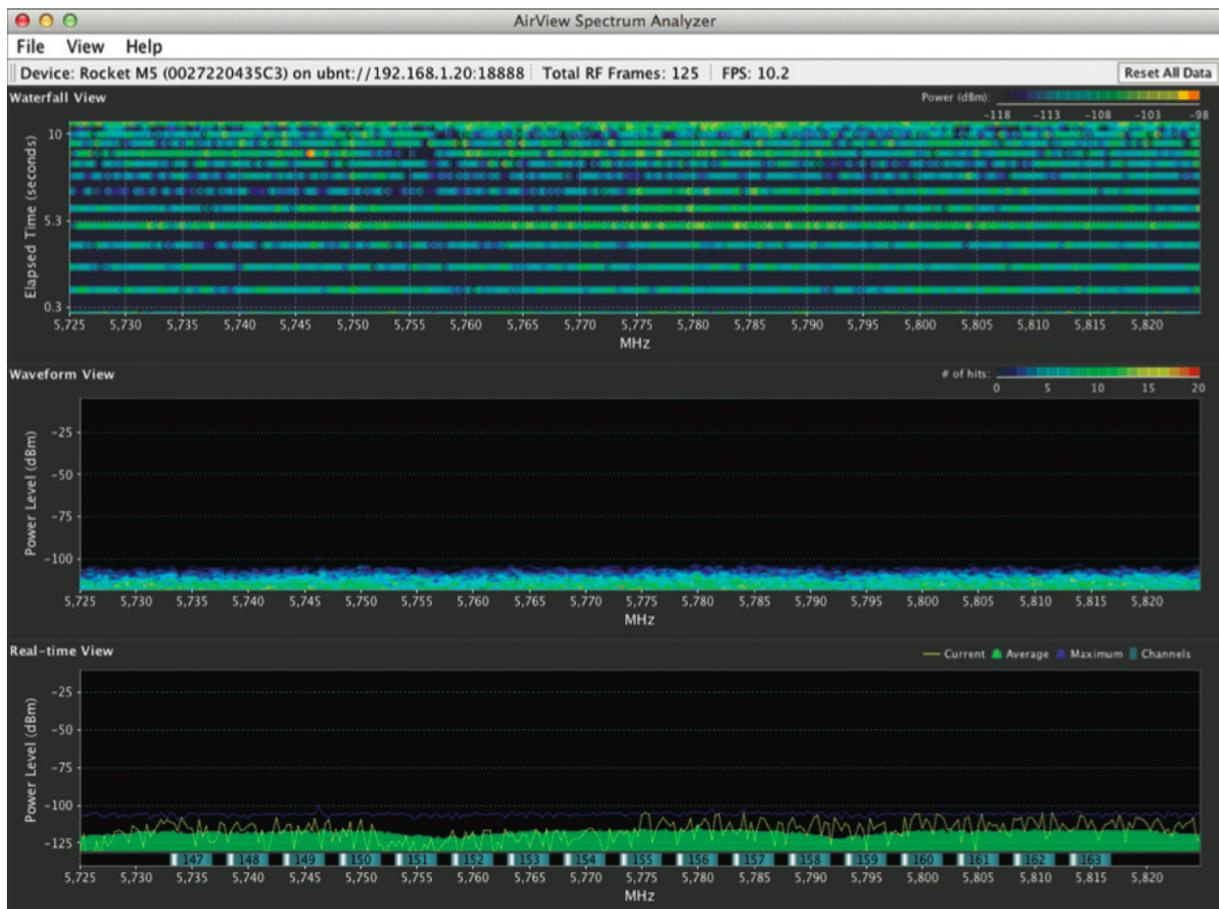 AirView Spectrum Analyzer
File View Help
Device: Rocket M5 (0027220435C3) on ubnt://192.168.1.20:18888 Total RF Frames: 125 FPS: 10.2 Reset All Data
Waterfall View Power (dBm):
-118 -113 -108 -103 -98
Elapsed Time (seconds)
10
5.3
0.3
5,725 5,730 5,735 5,740 5,745 5,750 5,755 5,760 5,765 5,770 5,775 5,780 5,785 5,790 5,795 5,800 5,805 5,810 5,815 5,820
MHz
Waveform View # of hits:
0 5 10 15 20
Power Level (dBm)
-25
-50
-75
-100
5,725 5,730 5,735 5,740 5,745 5,750 5,755 5,760 5,765 5,770 5,775 5,780 5,785 5,790 5,795 5,800 5,805 5,810 5,815 5,820
MHz
Real-time View Current Average Maximum Channels
Power Level (dBm)
-25
-50
-75
-100
-125
147 148 149 150 151 152 153 154 155 156 157 158 159 160 161 162 163
5,725 5,730 5,735 5,740 5,745 5,750 5,755 5,760 5,765 5,770 5,775 5,780 5,785 5,790 5,795 5,800 5,805 5,810 5,815 5,820
MHz